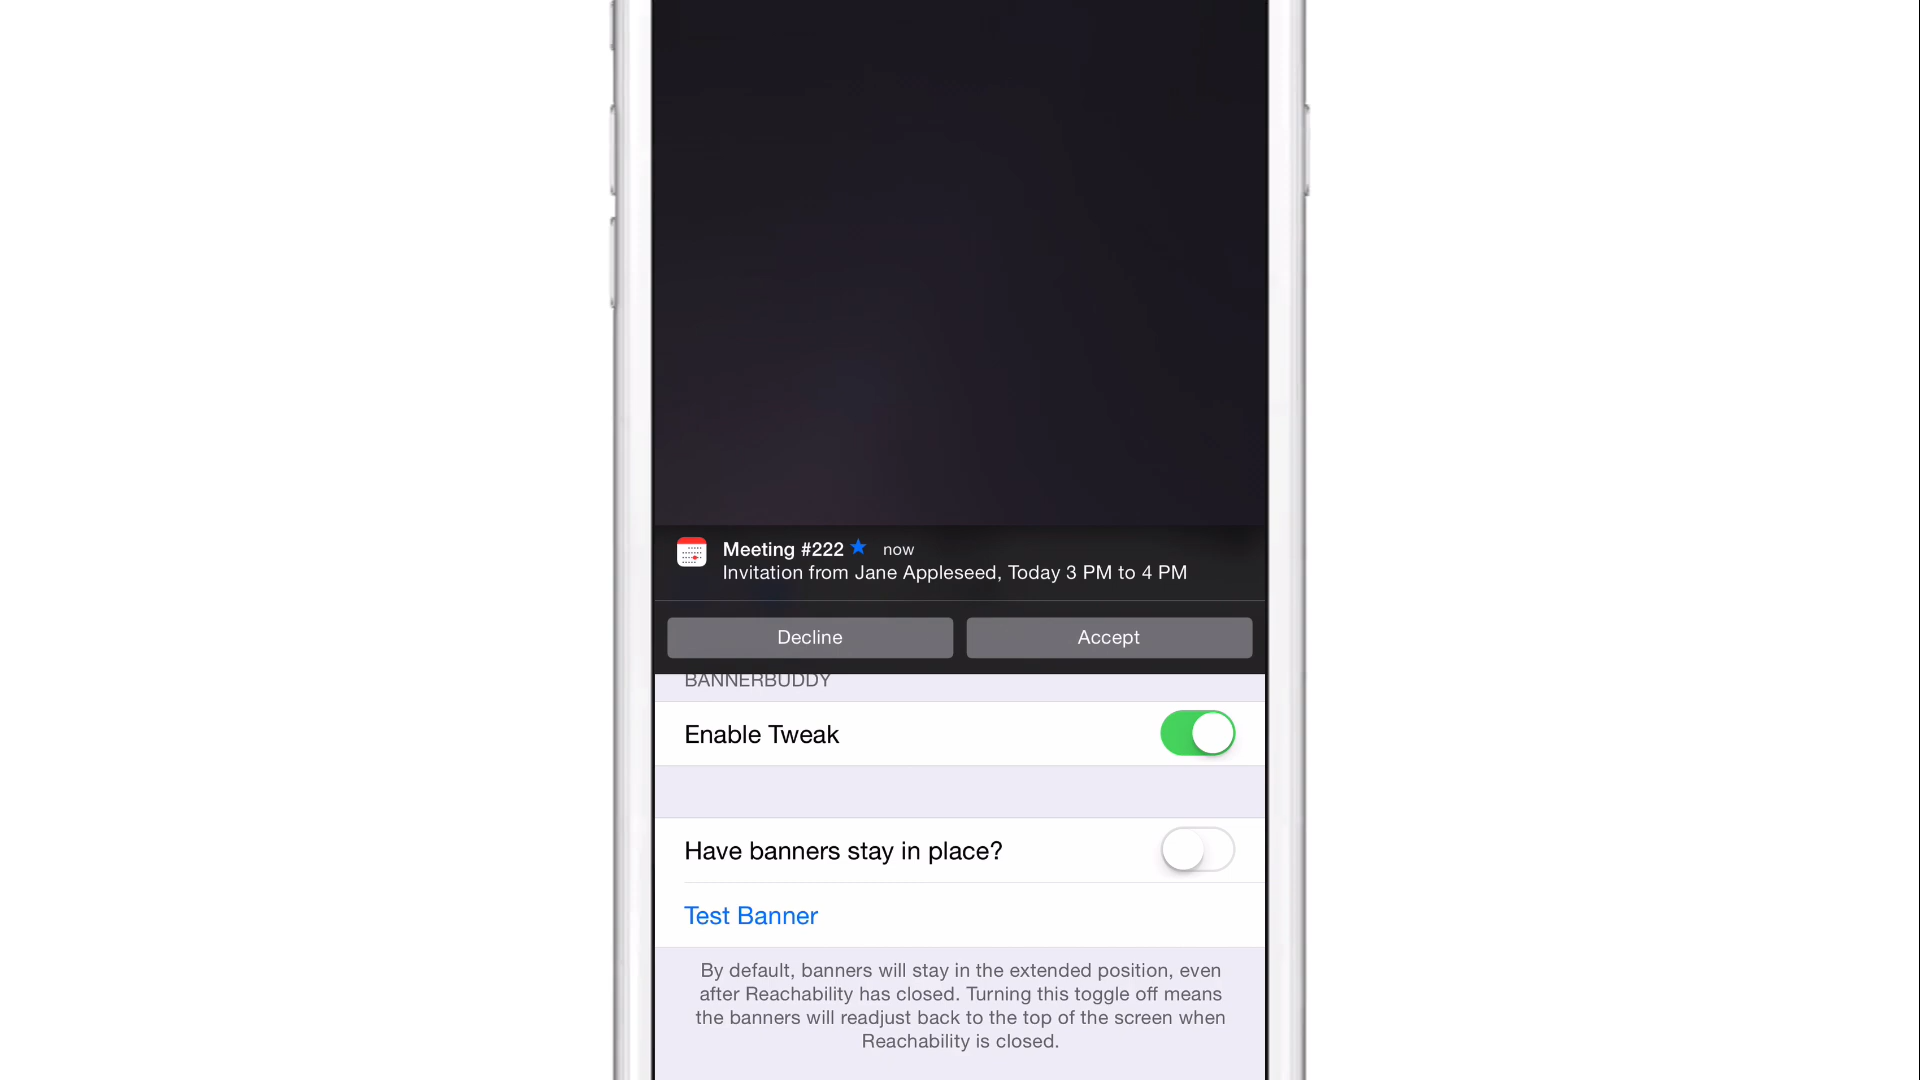 Meeting #222 ★ now
Invitation from Jane Appleseed, Today 3 PM to 4 PM
Decline Accept
BANNERBUDDY
Enable Tweak
Have banners stay in place?
Test Banner
By default, banners will stay in the extended position, even
after Reachability has closed. Turning this toggle off means
the banners will readjust back to the top of the screen when
Reachability is closed.